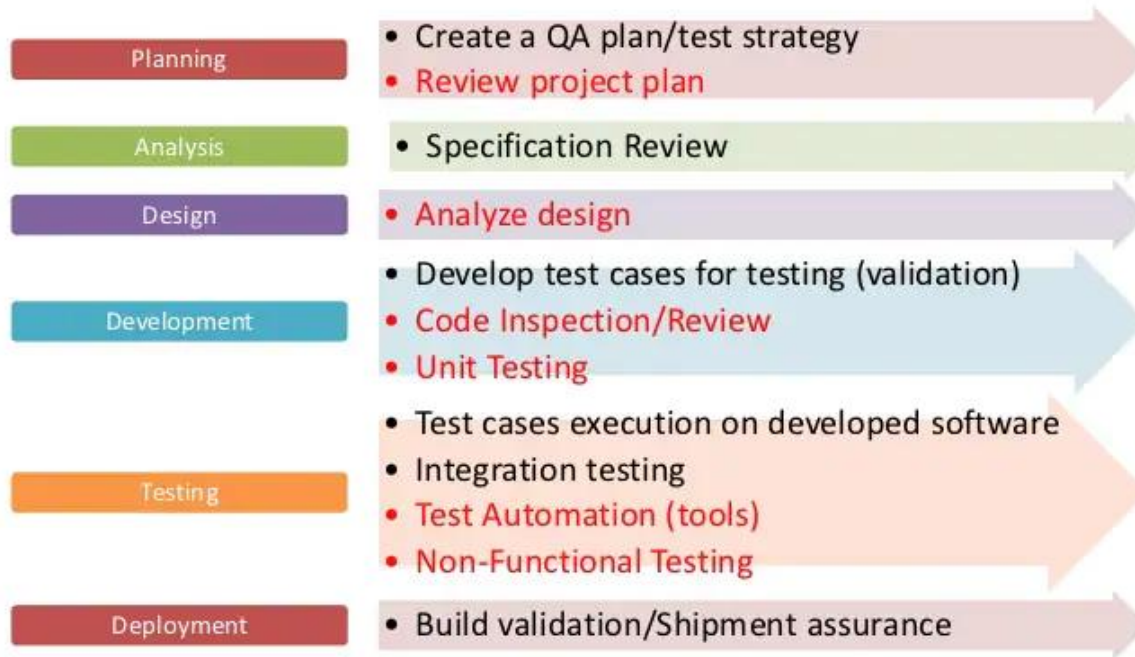 Planning
• Create a QA plan/test strategy
• Review project plan
Analysis
• Specification Review
Design
• Analyze design
Development
• Develop test cases for testing (validation)
• Code Inspection/Review
• Unit Testing
Testing
• Test cases execution on developed software
• Integration testing
• Test Automation (tools)
• Non-Functional Testing
Deployment
• Build validation/Shipment assurance